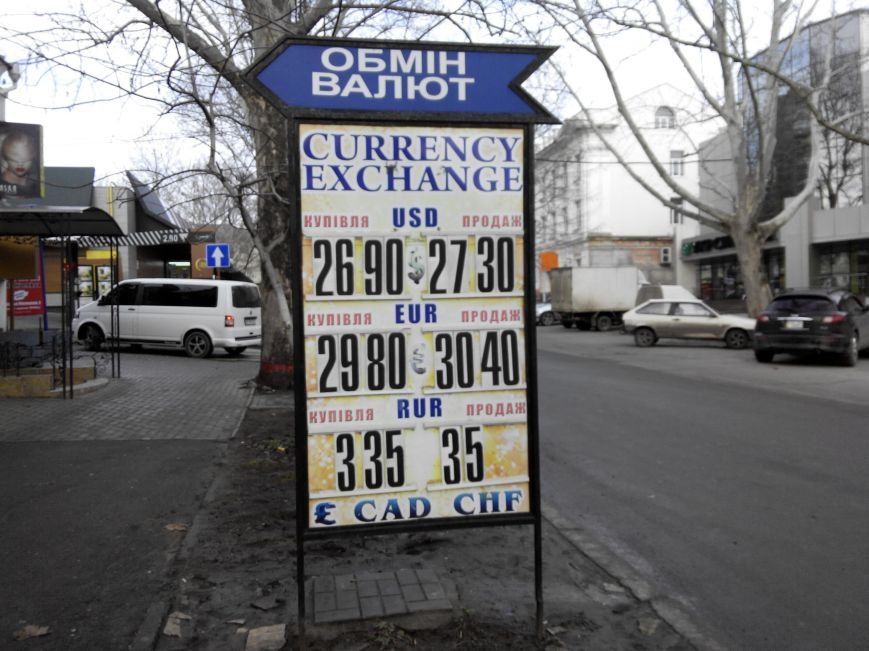 ОБМІН
ВАЛЮТ
CURRENCY
EXCHANGE
КУПІВЛЯ USD ПРОДАЖ
26 90 $ 27 30
КУПІВЛЯ EUR ПРОДАЖ
29 80 € 30 40
КУПІВЛЯ RUR ПРОДАЖ
3 35 35
£ CAD CHF